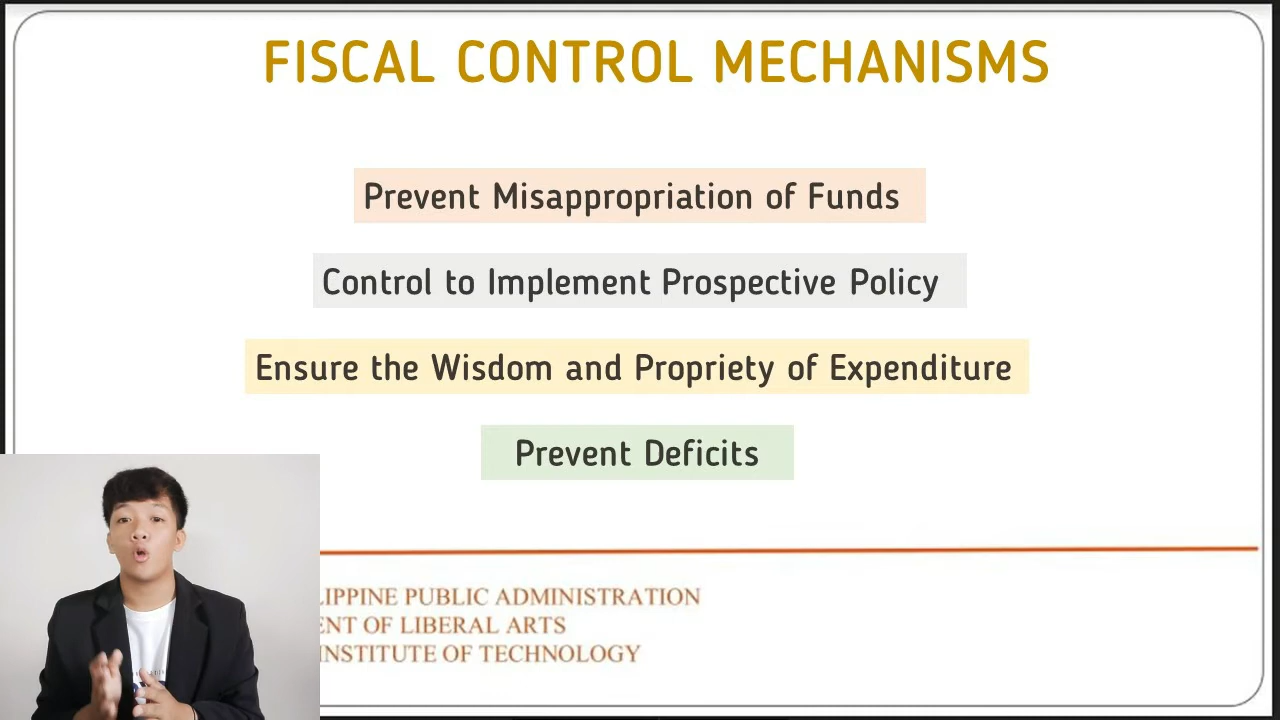 FISCAL CONTROL MECHANISMS
Prevent Misappropriation of Funds
Control to Implement Prospective Policy
Ensure the Wisdom and Propriety of Expenditure
Prevent Deficits
LIPPINE PUBLIC ADMINISTRATION
ENT OF LIBERAL ARTS
INSTITUTE OF TECHNOLOGY